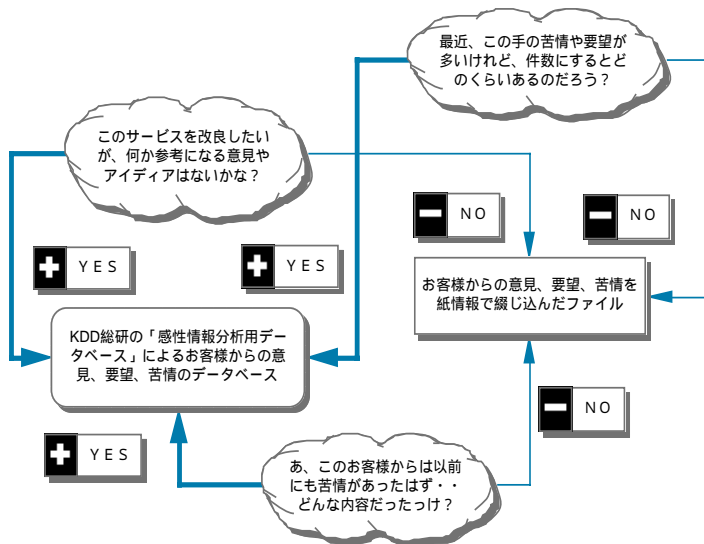 最近、この手の苦情や要望が
多いけれど、件数にするとど
のくらいあるのだろう？
このサービスを改良したい
が、何か参考になる意見や
アイディアはないかな？
NO
NO
YES
YES
お客様からの意見、要望、苦情を
紙情報で綴じ込んだファイル
KDD総研の「感性情報分析用デー
タベース」によるお客様からの意
見、要望、苦情のデータベース
NO
YES
あ、このお客様からは以前
にも苦情があったはず・・
どんな内容だったっけ？